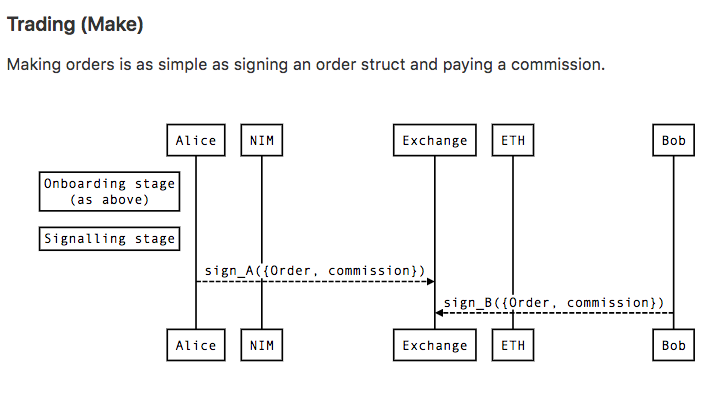 Trading (Make)
Making orders is as simple as signing an order struct and paying a commission.
Alice NIM Exchange ETH Bob
Onboarding stage
(as above)
Signalling stage
sign_A({Order, commission})
sign_B({Order, commission})
Alice NIM Exchange ETH Bob